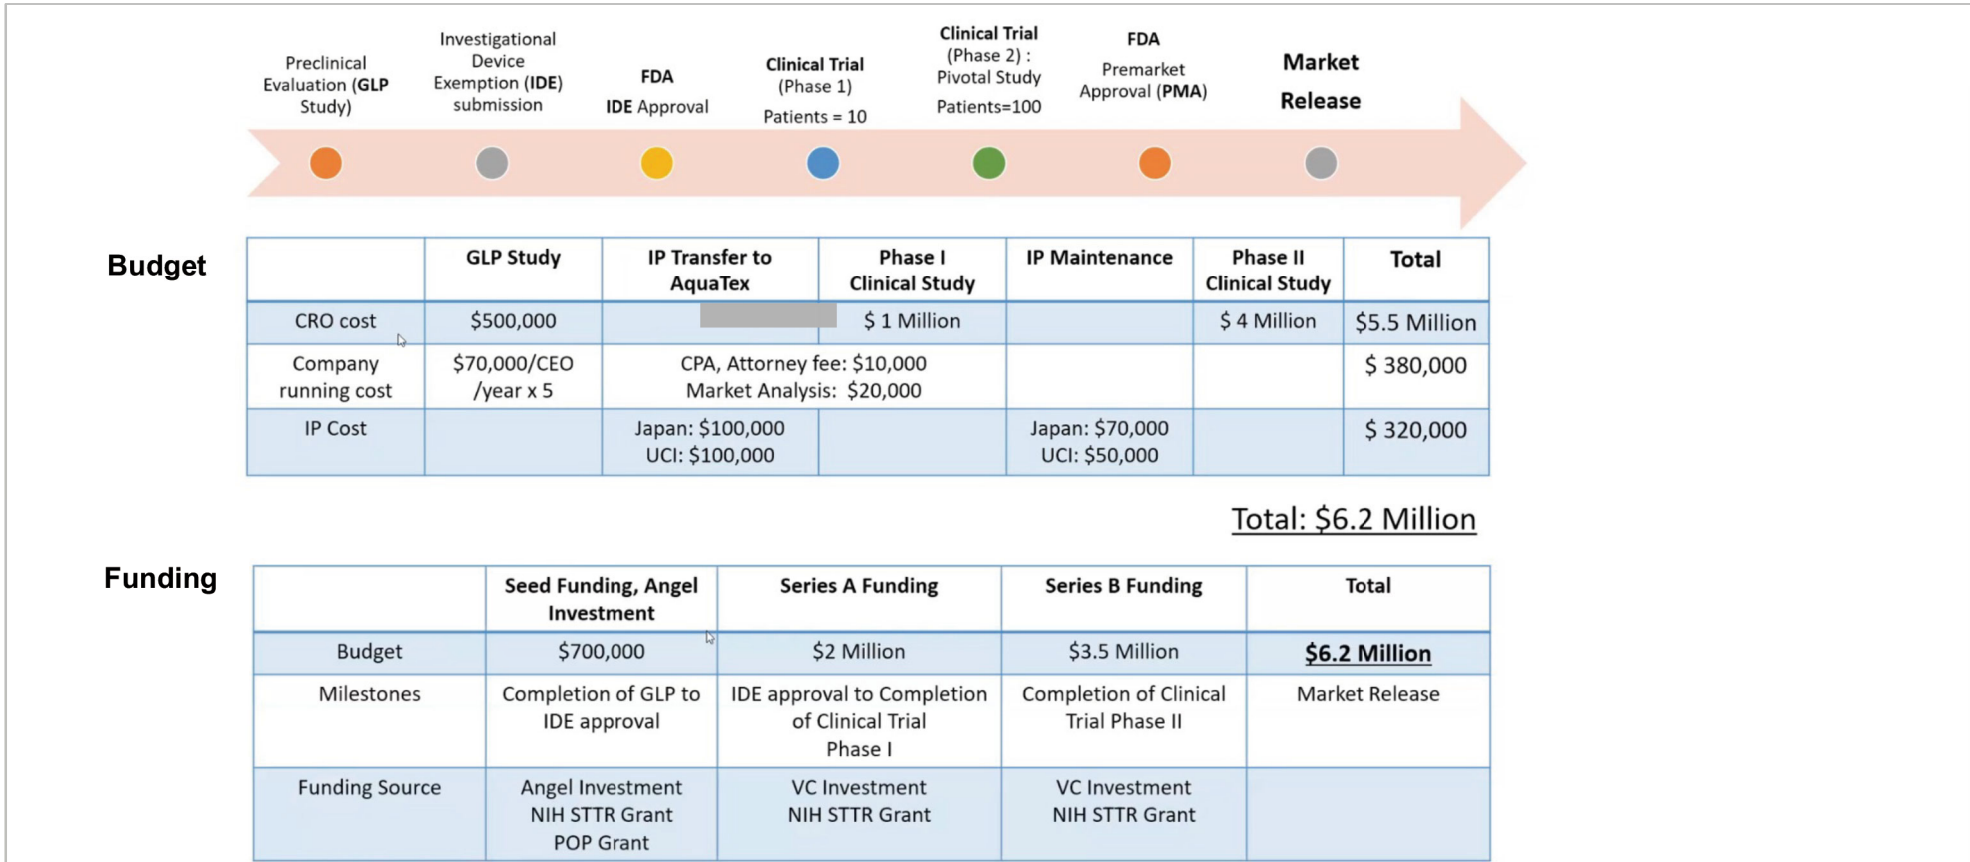 Preclinical
Evaluation (GLP
Study)
Investigational
Device
Exemption (IDE)
submission
FDA
IDE Approval
Clinical Trial
(Phase 1)
Patients = 10
Clinical Trial
(Phase 2) :
Pivotal Study
Patients=100
FDA
Premarket
Approval (PMA)
Market
Release
Budget
GLP Study
IP Transfer to
AquaTex
Phase I
Clinical Study
IP Maintenance
Phase II
Clinical Study
Total
CRO cost
$500,000
$ 1 Million
$ 4 Million
$5.5 Million
Company
running cost
$70,000/CEO
/year x 5
CPA, Attorney fee: $10,000
Market Analysis: $20,000
$ 380,000
IP Cost
Japan: $100,000
UCI: $100,000
Japan: $70,000
UCI: $50,000
$ 320,000
Total: $6.2 Million
Funding
Seed Funding, Angel
Investment
Series A Funding
Series B Funding
Total
Budget
$700,000
$2 Million
$3.5 Million
$6.2 Million
Milestones
Completion of GLP to
IDE approval
IDE approval to Completion
of Clinical Trial
Phase I
Completion of Clinical
Trial Phase II
Market Release
Funding Source
Angel Investment
NIH STTR Grant
POP Grant
VC Investment
NIH STTR Grant
VC Investment
NIH STTR Grant